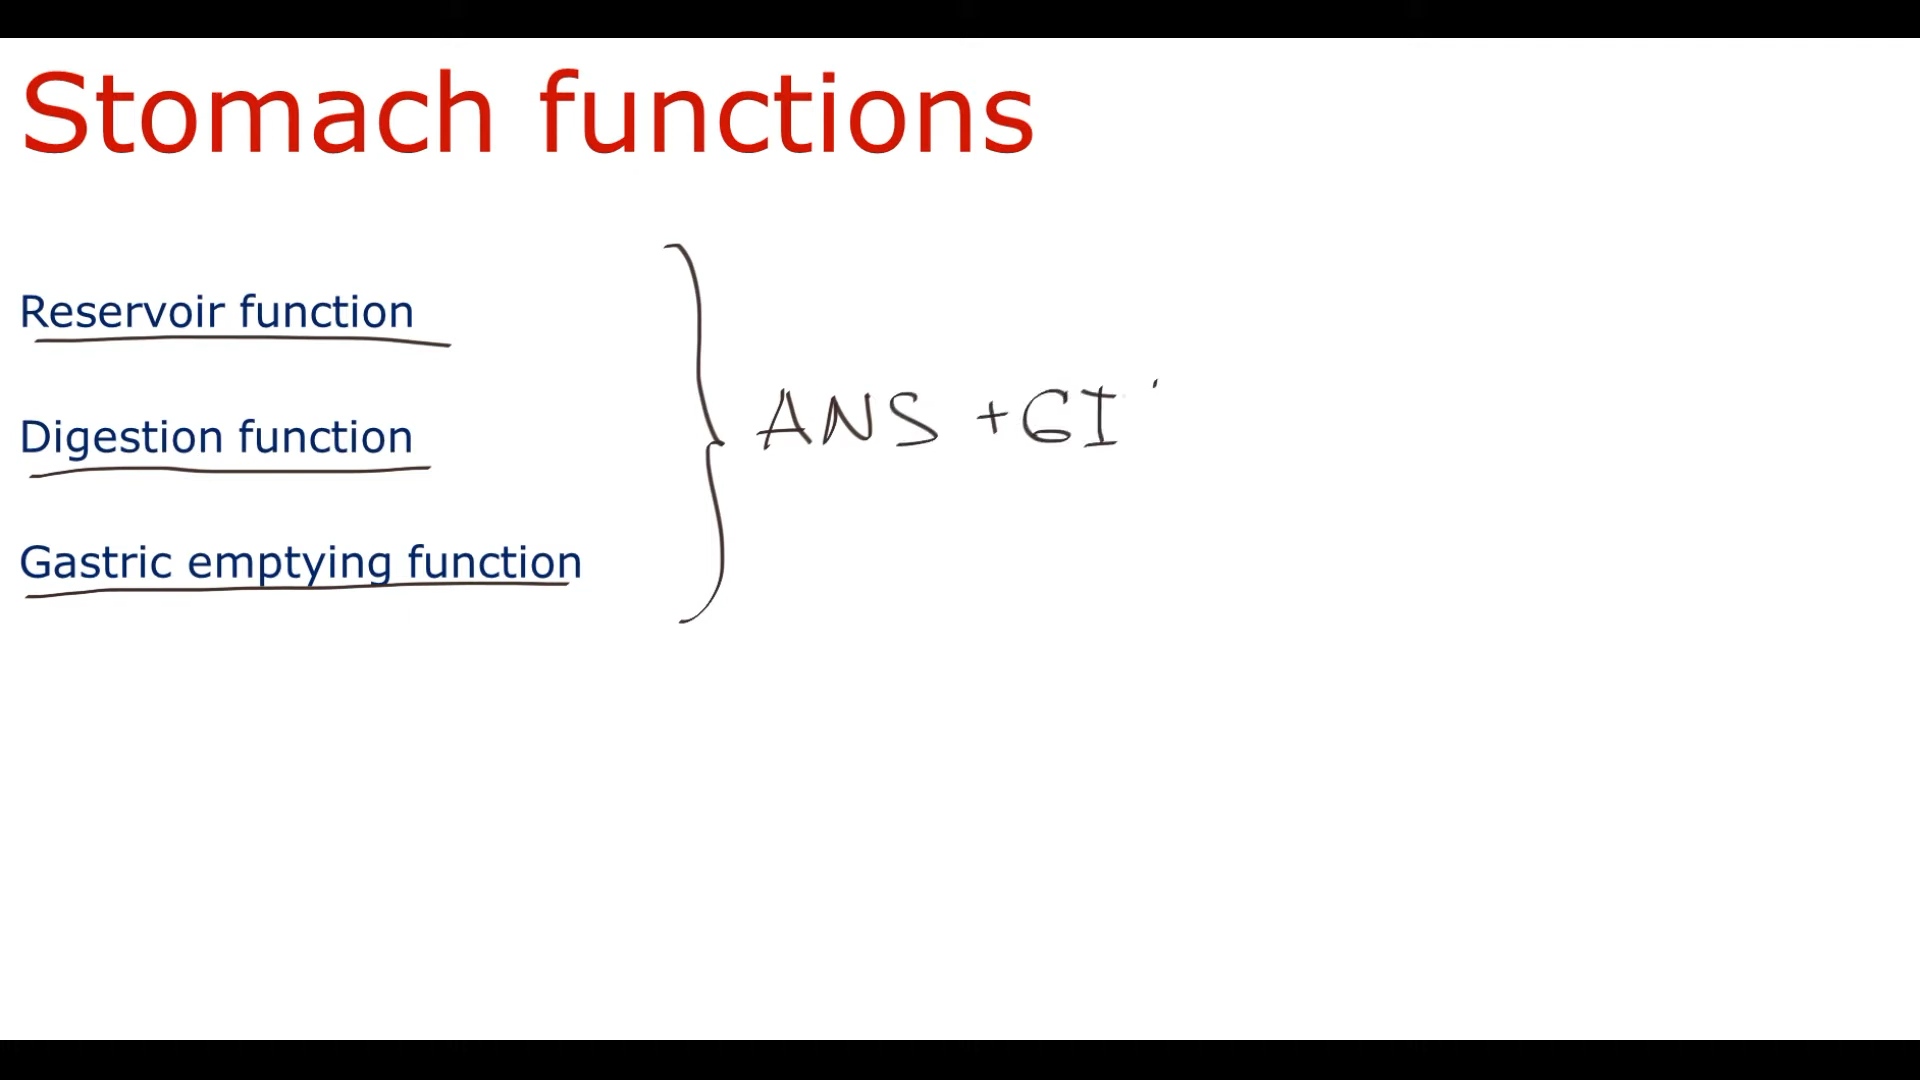 Stomach functions
Reservoir function
Digestion function
Gastric emptying function
ANS + GI